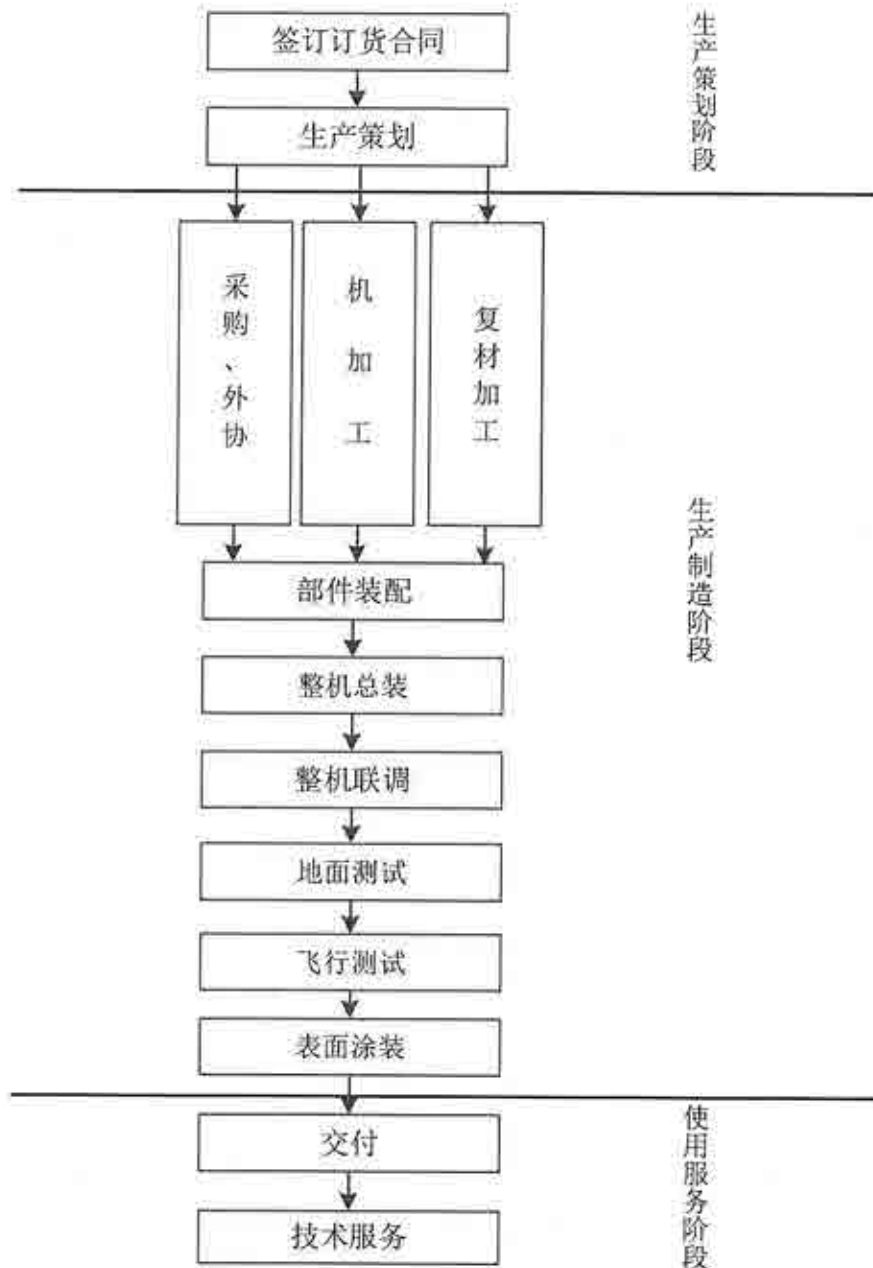 签订订货合同
生产策划
生产策划阶段
采购、外协
机加工
复材加工
部件装配
整机总装
整机联调
地面测试
飞行测试
表面涂装
生产制造阶段
交付
技术服务
使用服务阶段